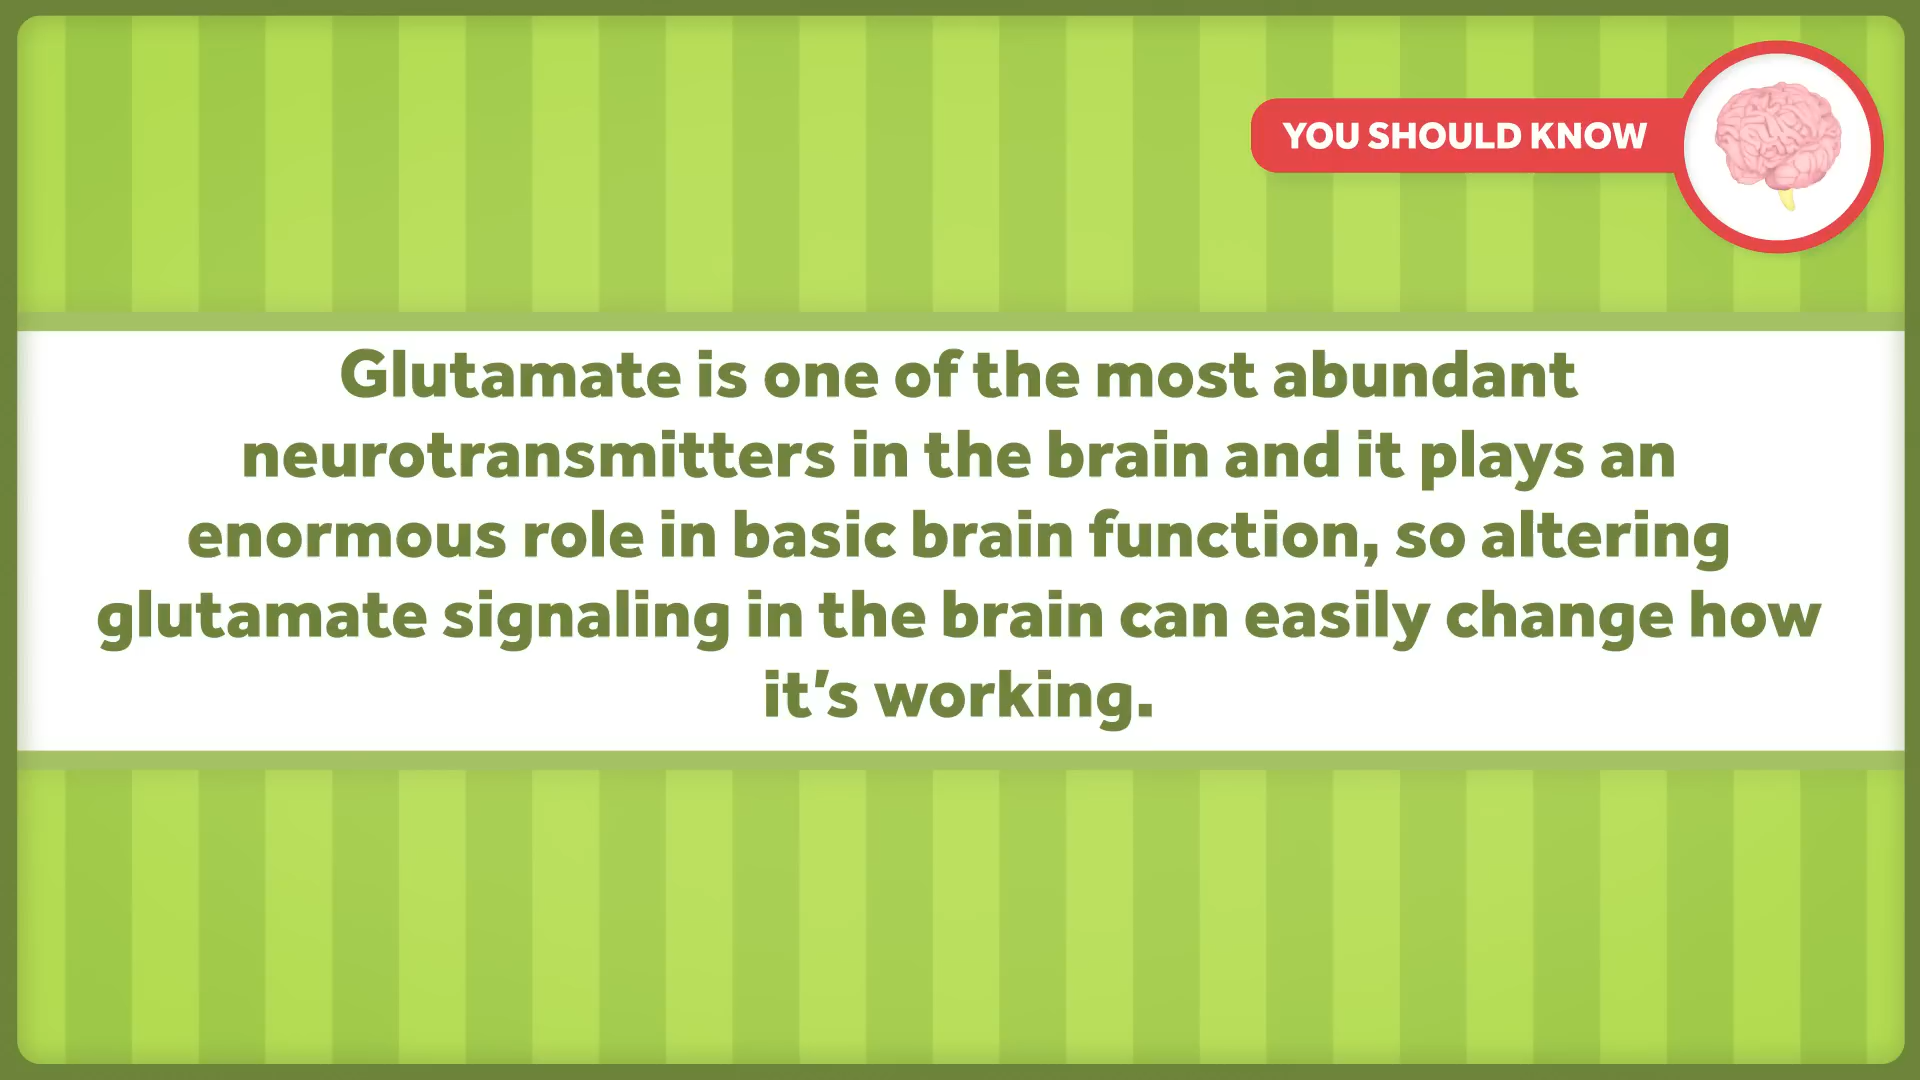 YOU SHOULD KNOW
Glutamate is one of the most abundant
neurotransmitters in the brain and it plays an
enormous role in basic brain function, so altering
glutamate signaling in the brain can easily change how
it’s working.